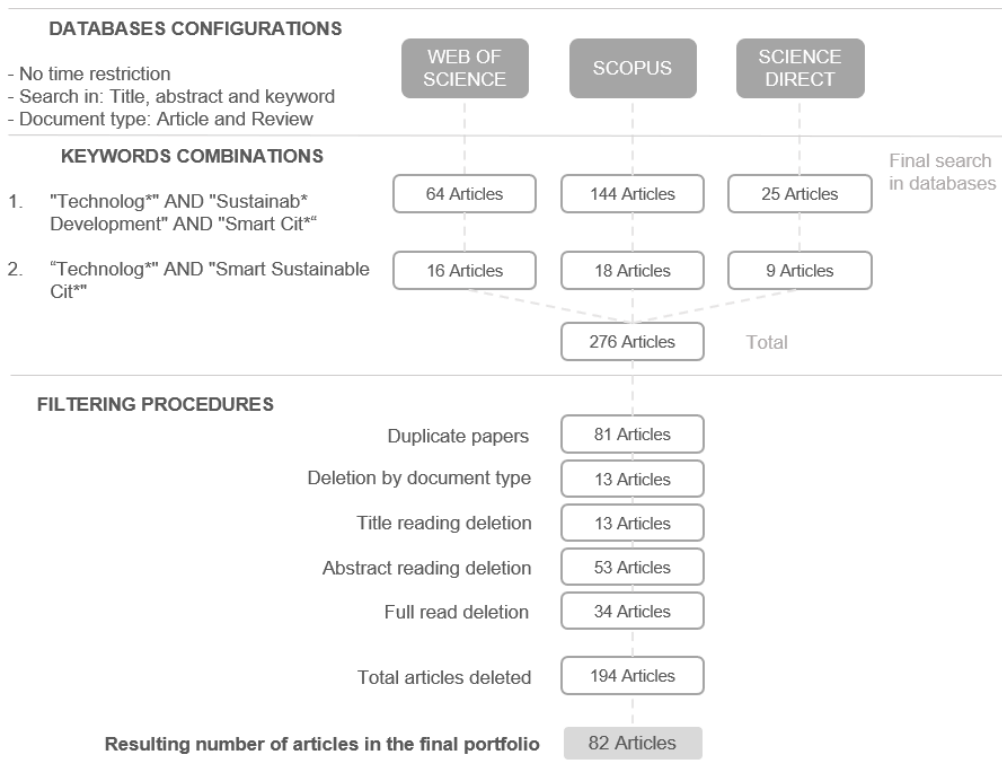 DATABASES CONFIGURATIONS
- No time restriction
- Search in: Title, abstract and keyword
- Document type: Article and Review
WEB OF
SCIENCE
SCOPUS
SCIENCE
DIRECT
KEYWORDS COMBINATIONS
Final search
in databases
1. "Technolog*" AND "Sustainab*
Development" AND "Smart Cit*“
64 Articles
144 Articles
25 Articles
2. “Technolog*" AND "Smart Sustainable
Cit*"
16 Articles
18 Articles
9 Articles
276 Articles
Total
FILTERING PROCEDURES
Duplicate papers
81 Articles
Deletion by document type
13 Articles
Title reading deletion
13 Articles
Abstract reading deletion
53 Articles
Full read deletion
34 Articles
Total articles deleted
194 Articles
Resulting number of articles in the final portfolio
82 Articles